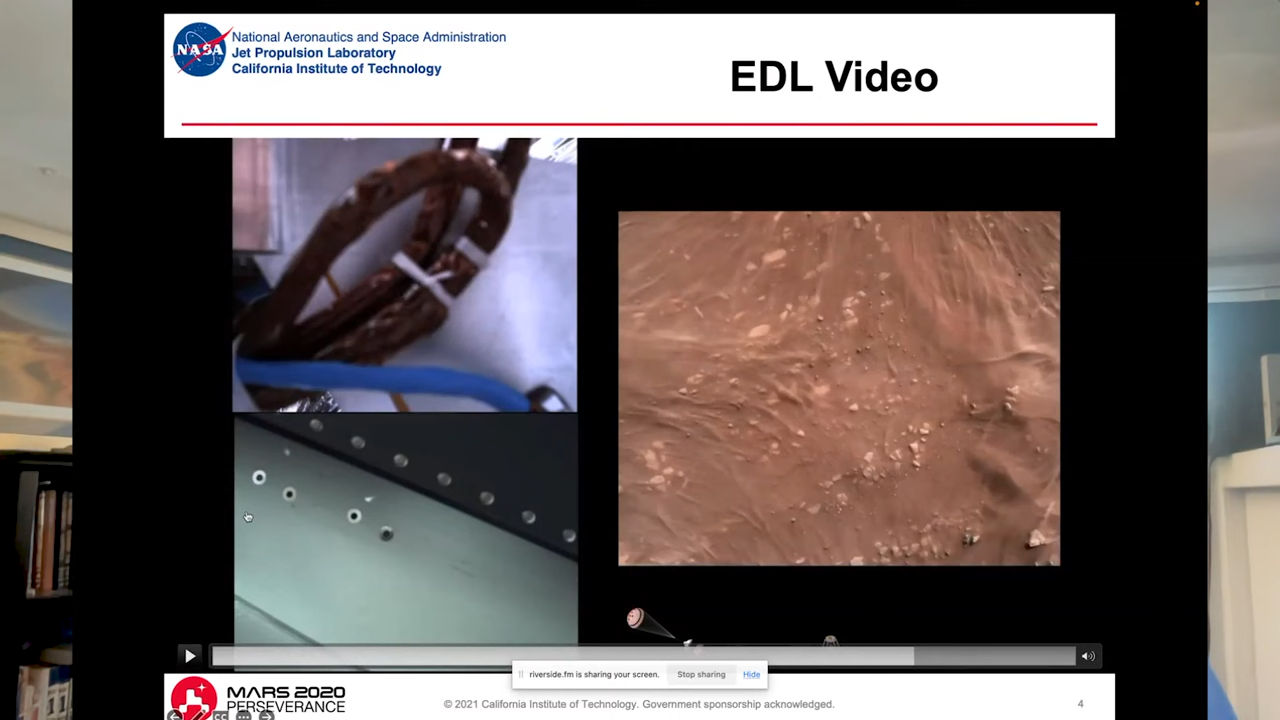 NASA
National Aeronautics and Space Administration
Jet Propulsion Laboratory
California Institute of Technology
EDL Video
riverside.fm is sharing your screen.
Stop sharing
Hide
MARS 2020
PERSEVERANCE
© 2021 California Institute of Technology. Government sponsorship acknowledged.
4
CC